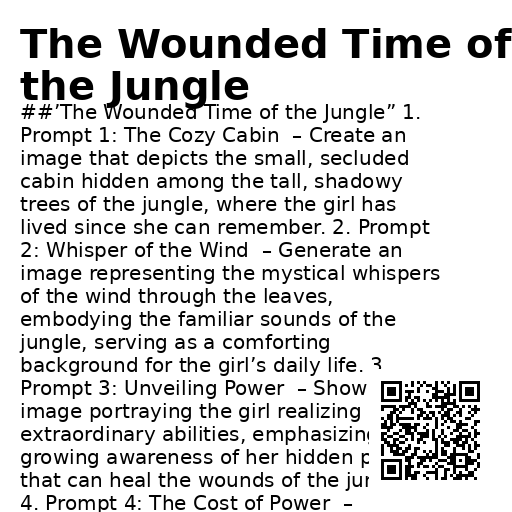 The Wounded Time of
the Jungle
##’The Wounded Time of the Jungle” 1.
Prompt 1: The Cozy Cabin – Create an
image that depicts the small, secluded
cabin hidden among the tall, shadowy
trees of the jungle, where the girl has
lived since she can remember. 2. Prompt
2: Whisper of the Wind – Generate an
image representing the mystical whispers
of the wind through the leaves,
embodying the familiar sounds of the
jungle, serving as a comforting
background for the girl’s daily life. 3
Prompt 3: Unveiling Power – Show
image portraying the girl realizing
extraordinary abilities, emphasizing
growing awareness of her hidden
that can heal the wounds of the
4. Prompt 4: The Cost of Power –